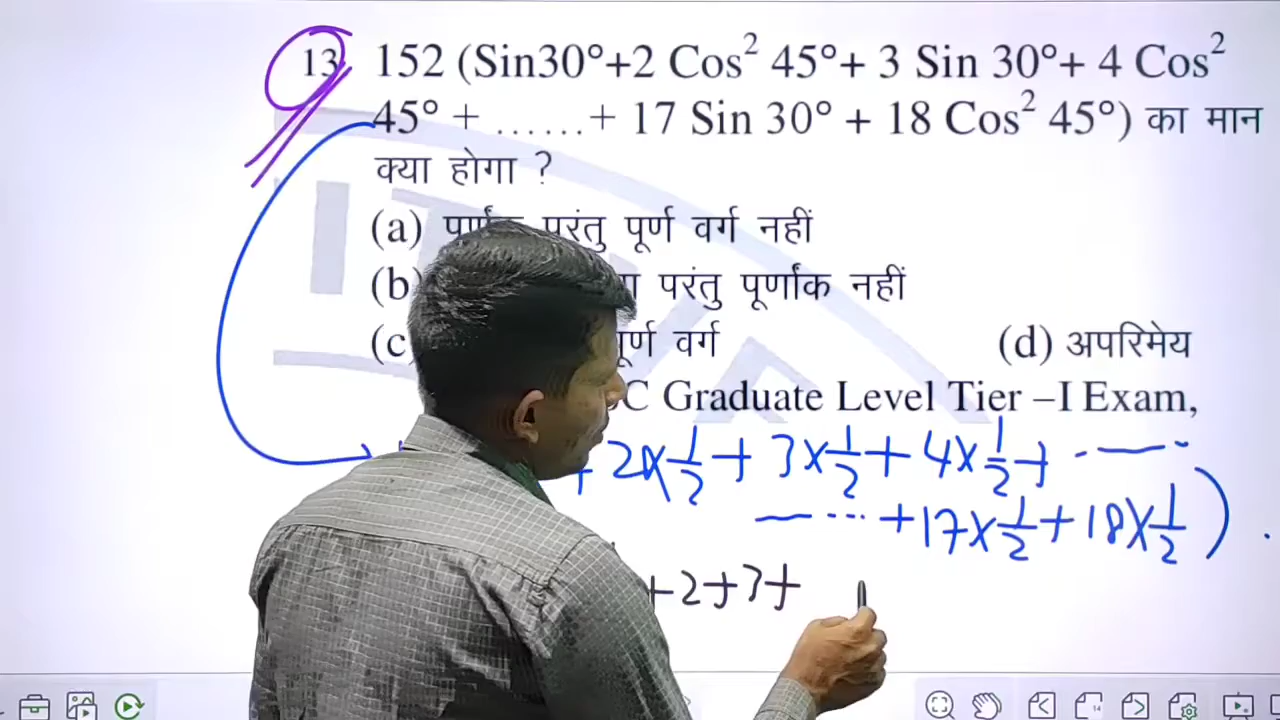 13 152 (Sin30°+2 Cos² 45°+ 3 Sin 30°+ 4 Cos²
45° + ......+ 17 Sin 30° + 18 Cos² 45°) का मान
क्या होगा ?
(a) परंतु पूर्ण वर्ग नहीं
(b) परंतु पूर्णांक नहीं
(c) वर्ग (d) अपरिमेय
Graduate Level Tier –I Exam,
+ 2×1/2 + 3×1/2 + 4×1/2 + -----
--- ... +17×1/2 + 18×1/2 ) .
+2+3+